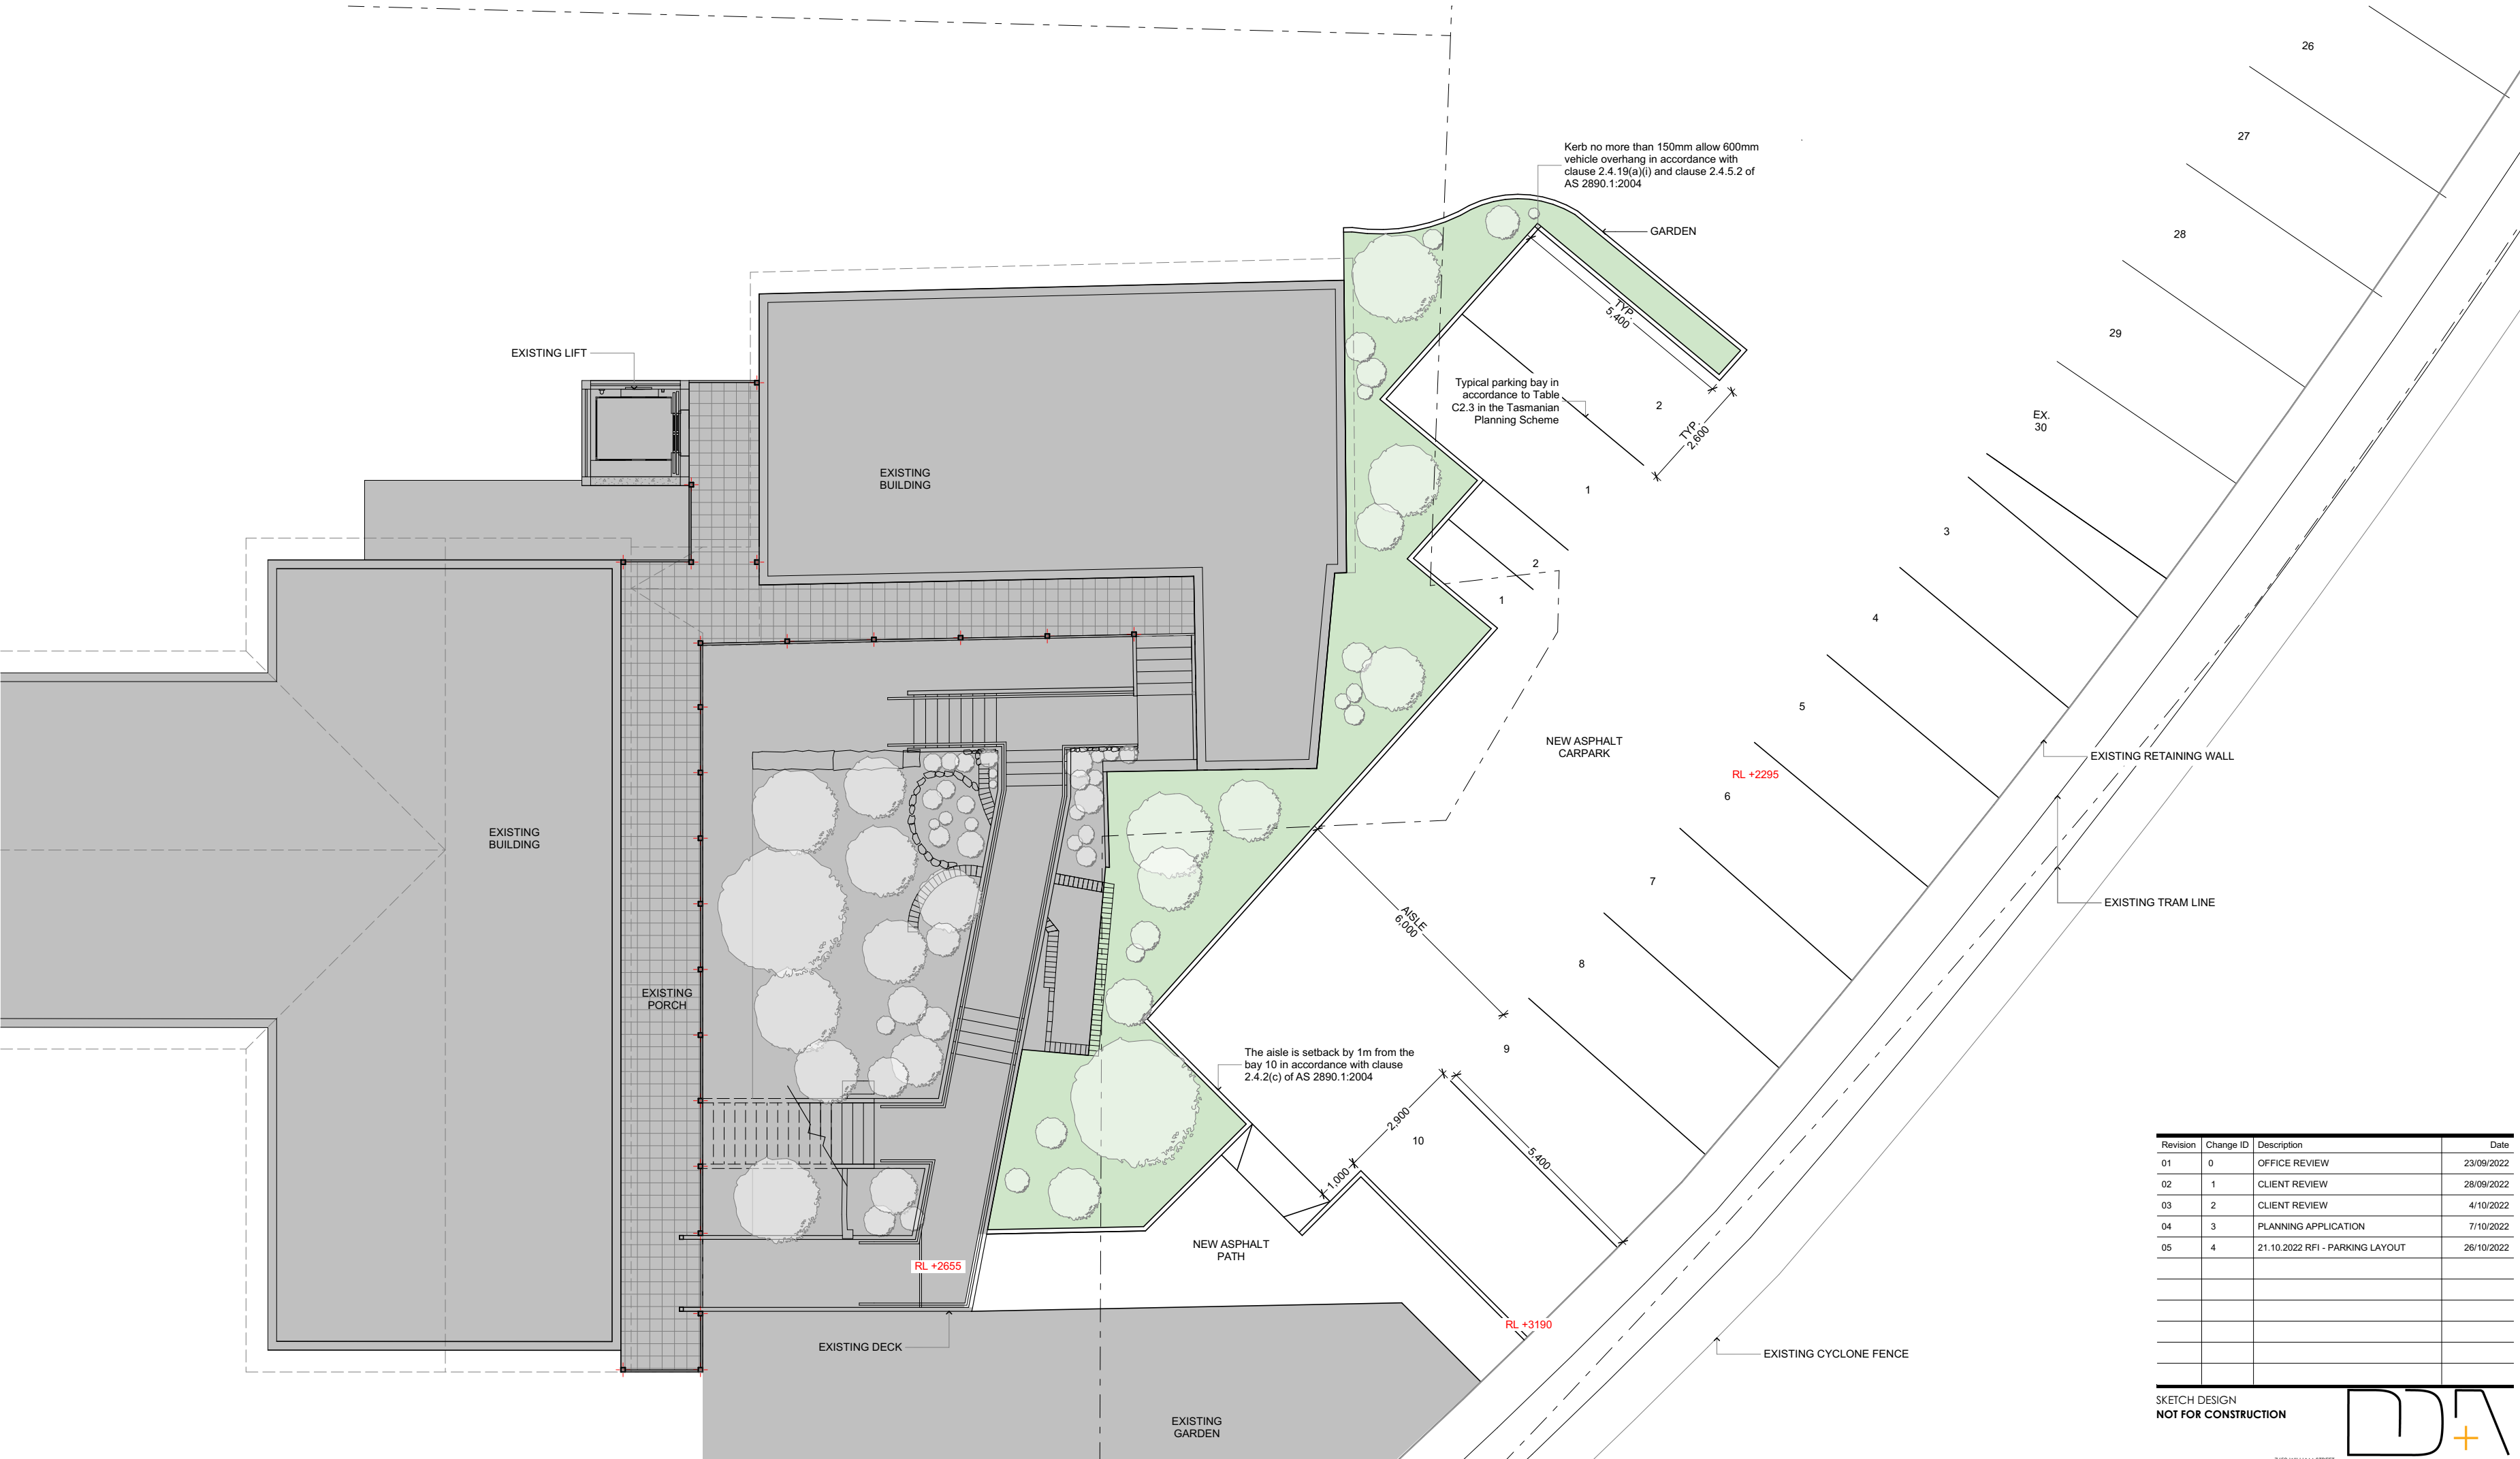 26
27
28
29
EX.
30
Kerb no more than 150mm allow 600mm
vehicle overhang in accordance with
clause 2.4.19(a)(i) and clause 2.4.5.2 of
AS 2890.1:2004
GARDEN
TYP.
5,400
EXISTING LIFT
Typical parking bay in
accordance to Table
C2.3 in the Tasmanian
Planning Scheme
2
TYP.
2,600
EXISTING
BUILDING
1
3
2
1
4
5
NEW ASPHALT
CARPARK
EXISTING RETAINING WALL
RL +2295
6
EXISTING
BUILDING
7
EXISTING TRAM LINE
AISLE
6,000
8
EXISTING
PORCH
9
The aisle is setback by 1m from the
bay 10 in accordance with clause
2.4.2(c) of AS 2890.1:2004
2,900
10
5,400
1,000
NEW ASPHALT
PATH
RL +2655
RL +3190
EXISTING DECK
EXISTING CYCLONE FENCE
EXISTING
GARDEN
Revision Change ID Description Date
01 0 OFFICE REVIEW 23/09/2022
02 1 CLIENT REVIEW 28/09/2022
03 2 CLIENT REVIEW 4/10/2022
04 3 PLANNING APPLICATION 7/10/2022
05 4 21.10.2022 RFI - PARKING LAYOUT 26/10/2022
SKETCH DESIGN
NOT FOR CONSTRUCTION